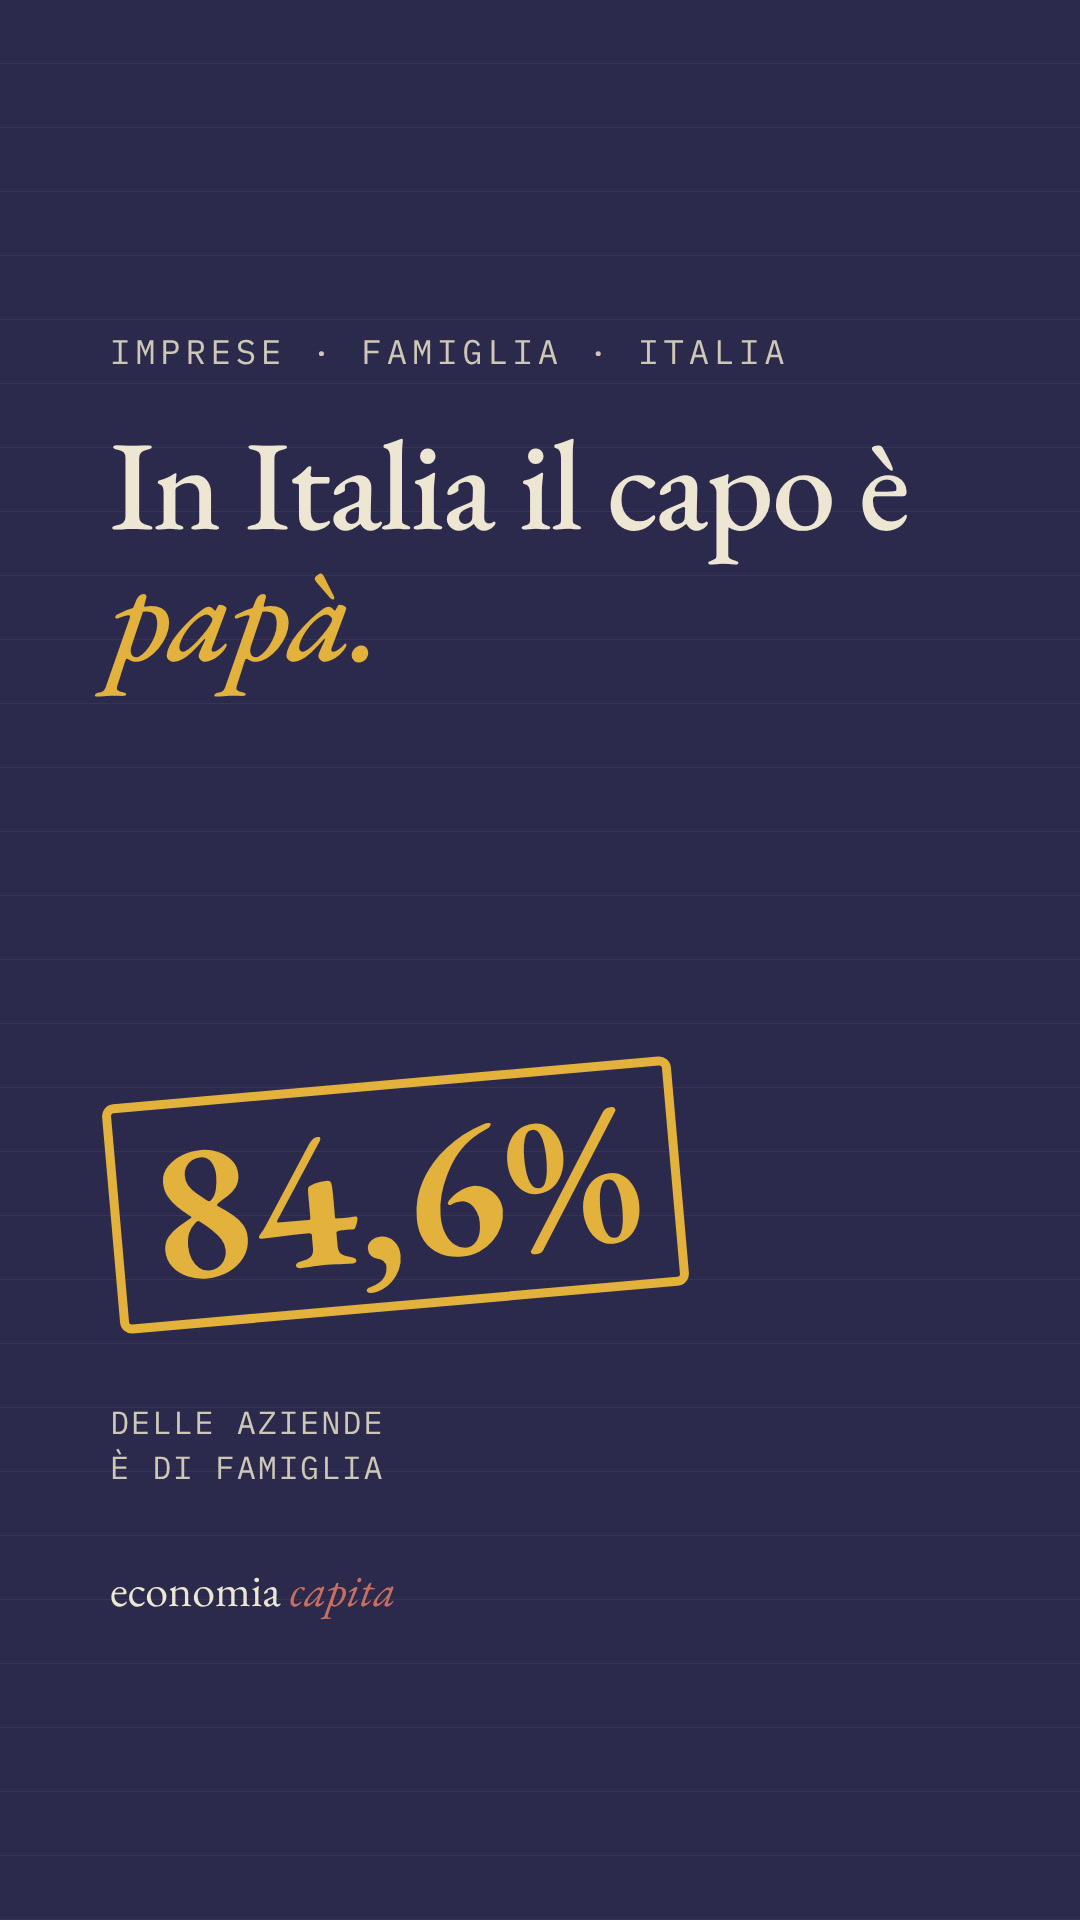 IMPRESE · FAMIGLIA · ITALIA
In Italia il capo è
papà.
84,6%
DELLE AZIENDE
È DI FAMIGLIA
economia capita